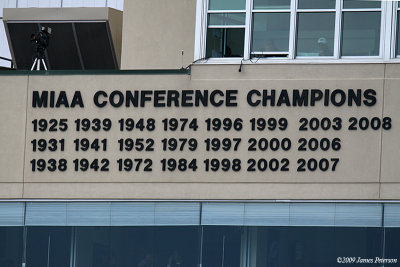 MIAA CONFERENCE CHAMPIONS
1925 1939 1948 1974 1996 1999 2003 2008
1931 1941 1952 1979 1997 2000 2006
1938 1942 1972 1984 1998 2002 2007
©2009 James Peterson